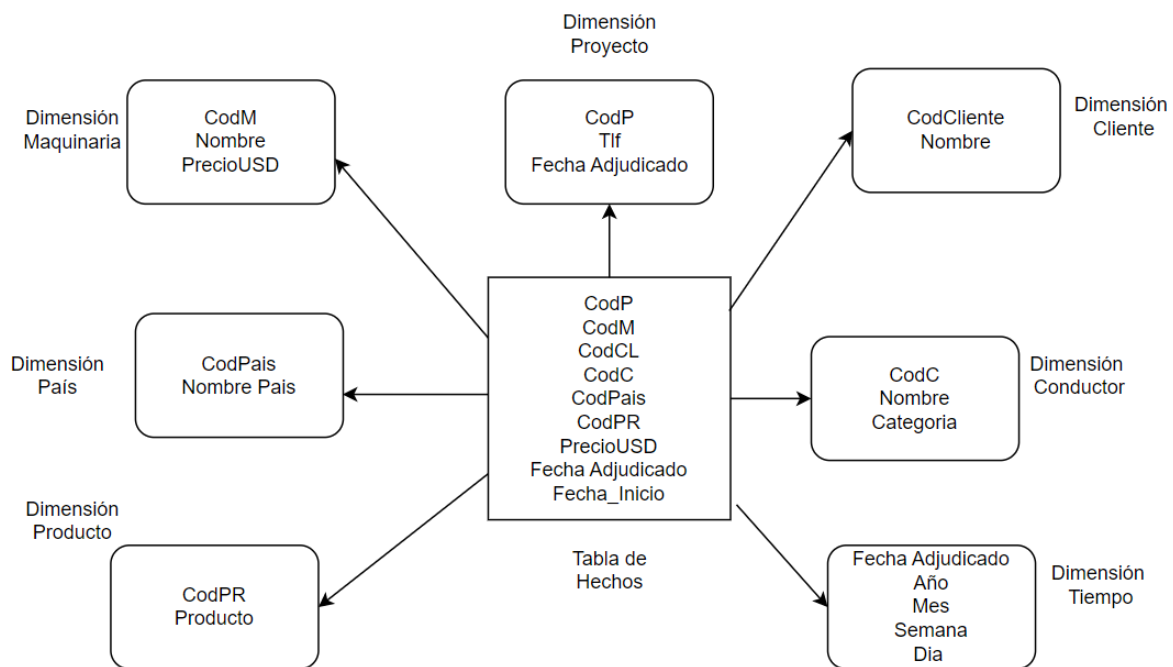 Dimensión
Proyecto
Dimensión
Maquinaria
CodM
Nombre
PrecioUSD
CodP
Tlf
Fecha Adjudicado
CodCliente
Nombre
Dimensión
Cliente
Dimensión
País
CodPais
Nombre Pais
CodP
CodM
CodCL
CodC
CodPais
CodPR
PrecioUSD
Fecha Adjudicado
Fecha_Inicio
CodC
Nombre
Categoria
Dimensión
Conductor
Dimensión
Producto
CodPR
Producto
Tabla de
Hechos
Fecha Adjudicado
Año
Mes
Semana
Dia
Dimensión
Tiempo